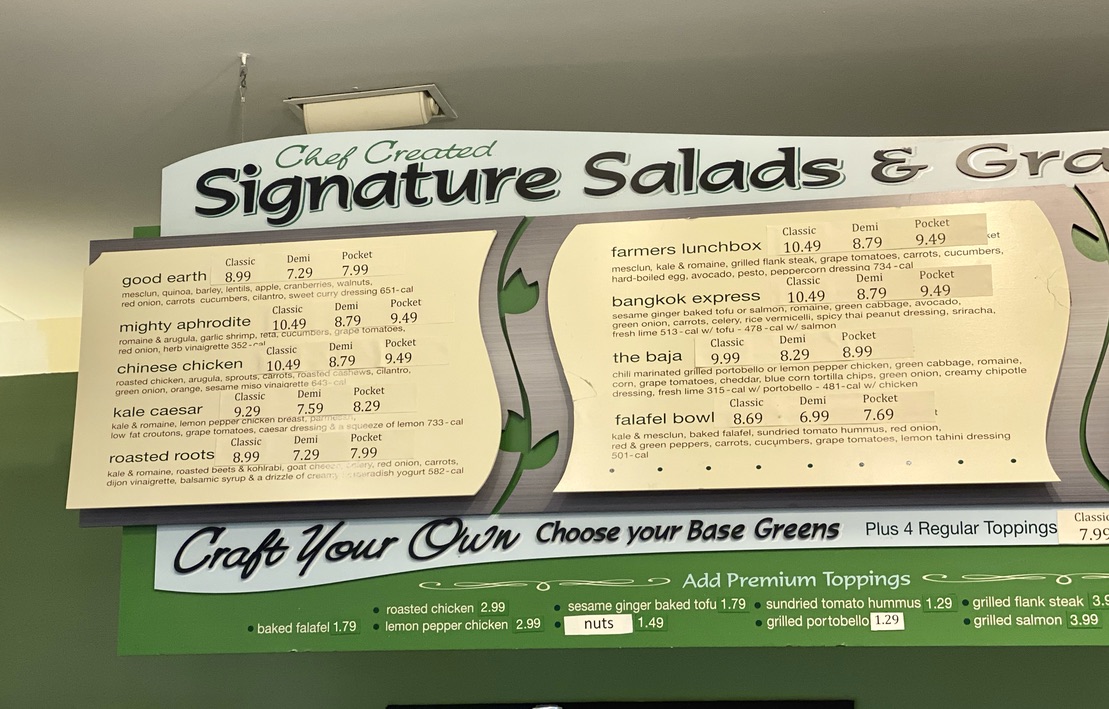 Chef Created
Signature Salads & Gra
Classic Demi Pocket
good earth 8.99 7.29 7.99
mesclun, quinoa, barley, lentils, apple, cranberries, walnuts,
red onion, carrots cucumbers, cilantro, sweet curry dressing 651-cal
Classic Demi Pocket
mighty aphrodite 10.49 8.79 9.49
romaine & arugula, garlic shrimp, feta, cucumbers, grape tomatoes,
red onion, herb vinaigrette 352-cal
Classic Demi Pocket
chinese chicken 10.49 8.79 9.49
roasted chicken, arugula, sprouts, carrots, roasted cashews, cilantro,
green onion, orange, sesame miso vinaigrette 643-cal
Classic Demi Pocket
kale caesar 9.29 7.59 8.29
kale & romaine, lemon pepper chicken breast, parmesan,
low fat croutons, grape tomatoes, caesar dressing & a squeeze of lemon 733-cal
Classic Demi Pocket
roasted roots 8.99 7.29 7.99
kale & romaine, roasted beets & kohlrabi, goat cheese, celery, red onion, carrots,
dijon vinaigrette, balsamic syrup & a drizzle of creamy horseradish yogurt 582-cal
Classic Demi Pocket
farmers lunchbox 10.49 8.79 9.49 ket
mesclun, kale & romaine, grilled flank steak, grape tomatoes, carrots, cucumbers,
hard-boiled egg, avocado, pesto, peppercorn dressing 734-cal
Classic Demi Pocket
bangkok express 10.49 8.79 9.49
sesame ginger baked tofu or salmon, romaine, green cabbage, avocado,
green onion, carrots, celery, rice vermicelli, spicy thai peanut dressing, sriracha,
fresh lime 513-cal w/ tofu - 478-cal w/ salmon
Classic Demi Pocket
the baja 9.99 8.29 8.99
chili marinated grilled portobello or lemon pepper chicken, green cabbage, romaine,
corn, grape tomatoes, cheddar, blue corn tortilla chips, green onion, creamy chipotle
dressing, fresh lime 315-cal w/ portobello - 481-cal w/ chicken
Classic Demi Pocket
falafel bowl 8.69 6.99 7.69 t
kale & mesclun, baked falafel, sundried tomato hummus, red onion,
red & green peppers, carrots, cucumbers, grape tomatoes, lemon tahini dressing
501-cal
Craft Your Own Choose your Base Greens Plus 4 Regular Toppings Classic
7.99
Add Premium Toppings
• roasted chicken 2.99 • sesame ginger baked tofu 1.79 • sundried tomato hummus 1.29 • grilled flank steak 3.9
• baked falafel 1.79 • lemon pepper chicken 2.99 • nuts 1.49 • grilled portobello 1.29 • grilled salmon 3.99